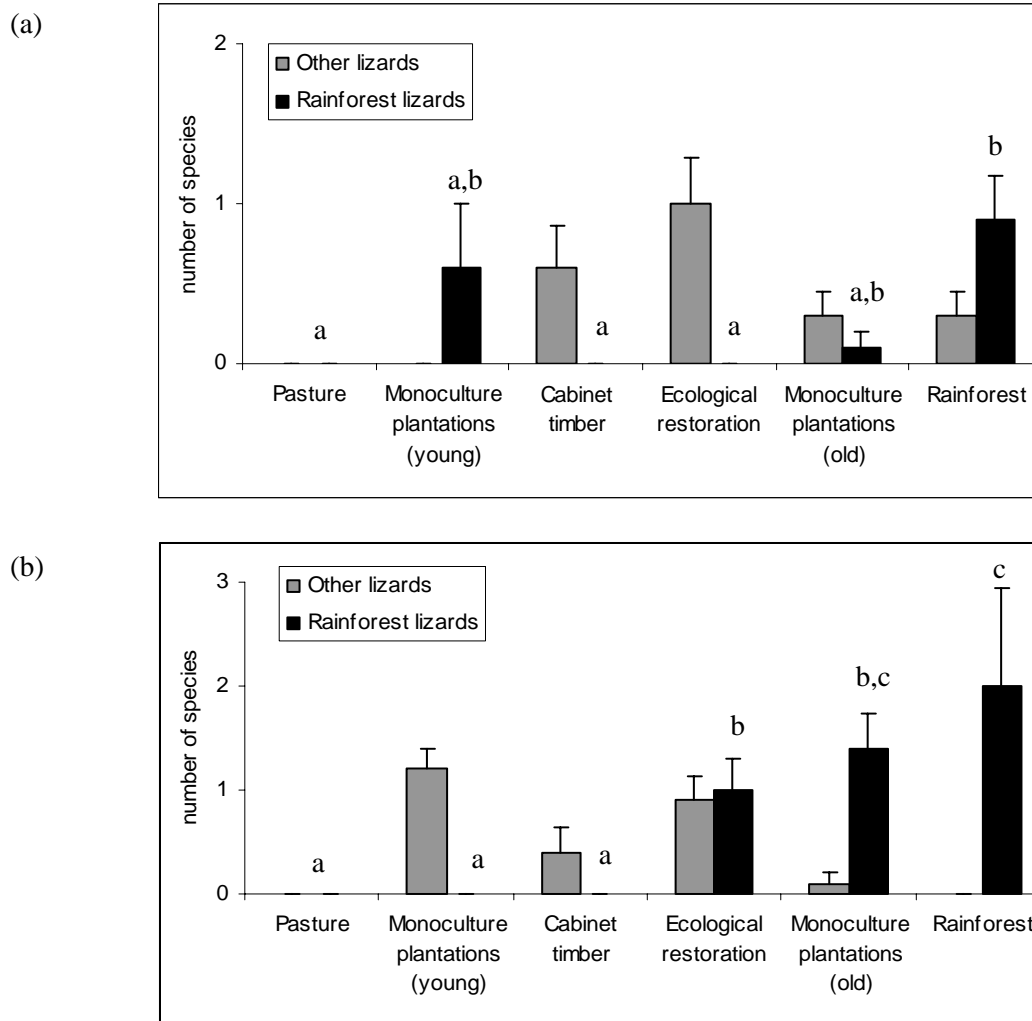 (a)
2
Other lizards
Rainforest lizards
number of species
1
0
a
a,b
a
a
a,b
b
Pasture
Monoculture
plantations
(young)
Cabinet
timber
Ecological
restoration
Monoculture
plantations
(old)
Rainforest
(b)
3
Other lizards
Rainforest lizards
number of species
2
1
0
a
a
a
b
b,c
c
Pasture
Monoculture
plantations
(young)
Cabinet
timber
Ecological
restoration
Monoculture
plantations
(old)
Rainforest